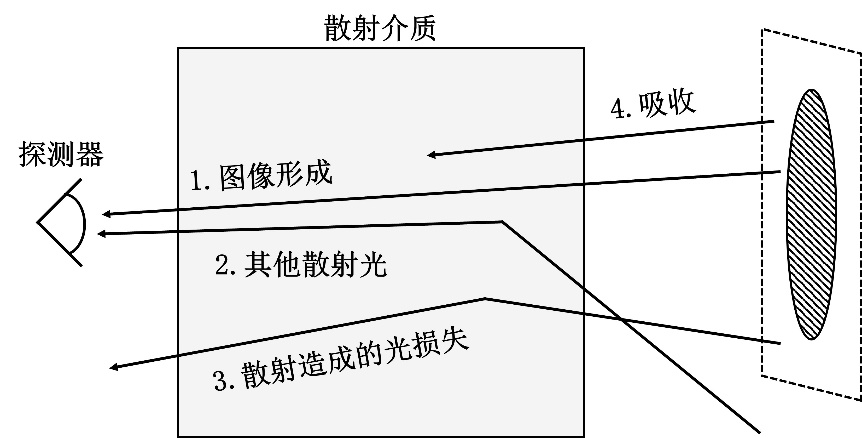 散射介质
4.吸收
探测器
1.图像形成
2.其他散射光
3.散射造成的光损失